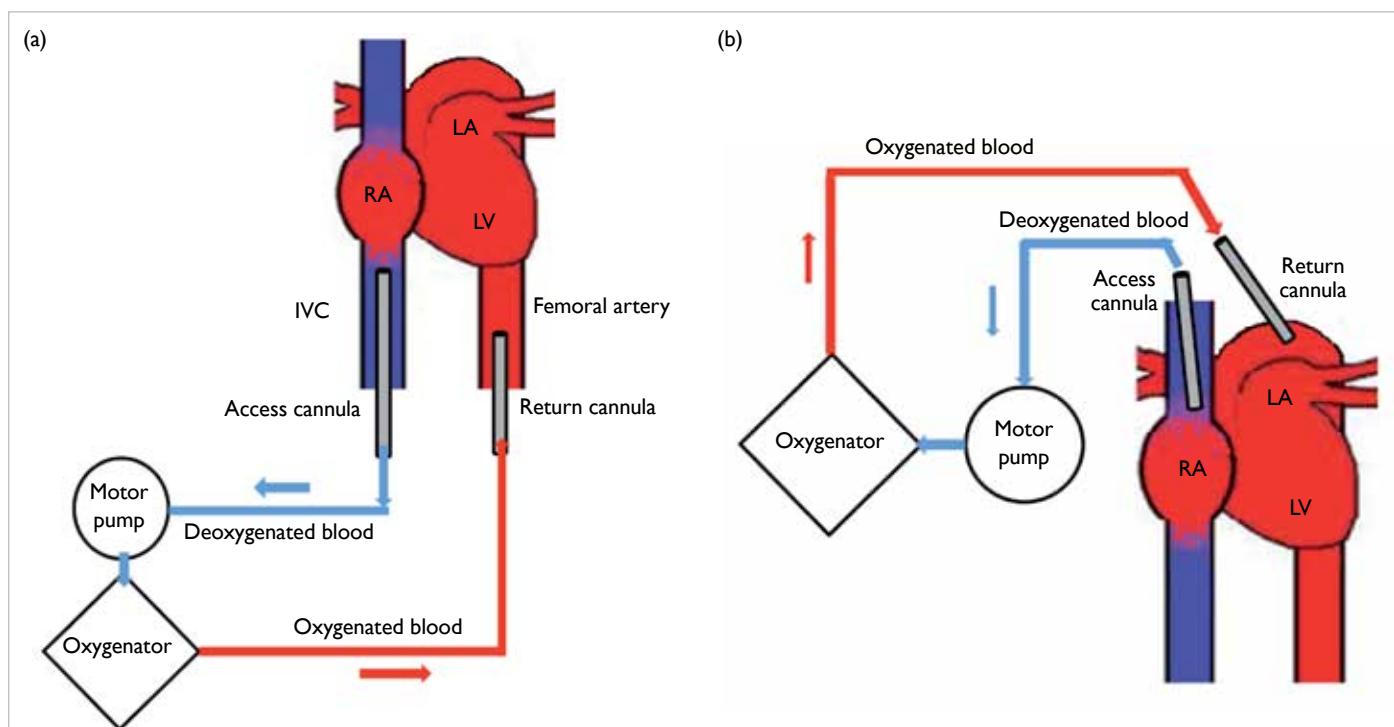 (a)
LA
RA
LV
IVC
Femoral artery
Access cannula
Return cannula
Motor
pump
Deoxygenated blood
Oxygenated blood
Oxygenator
(b)
Oxygenated blood
Deoxygenated blood
Access
cannula
Return
cannula
Oxygenator
Motor
pump
LA
RA
LV